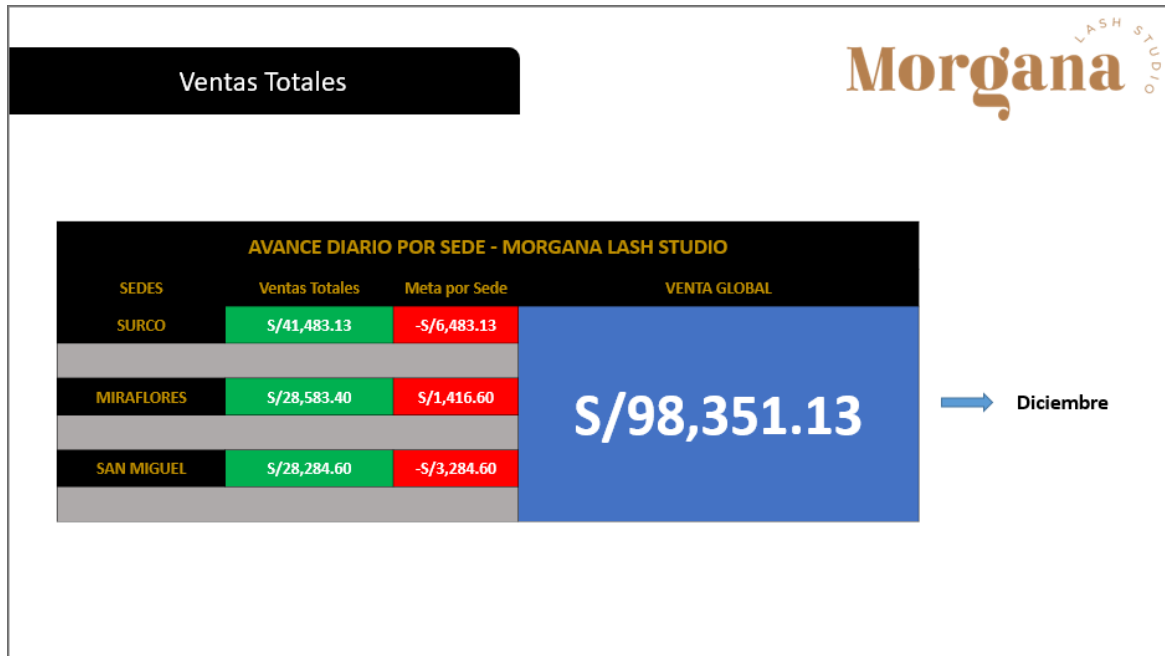 Ventas Totales
Morgana
LASH STUDIO
AVANCE DIARIO POR SEDE - MORGANA LASH STUDIO
SEDES Ventas Totales Meta por Sede VENTA GLOBAL
SURCO S/41,483.13 -S/6,483.13
MIRAFLORES S/28,583.40 S/1,416.60
S/98,351.13
Diciembre
SAN MIGUEL S/28,284.60 -S/3,284.60